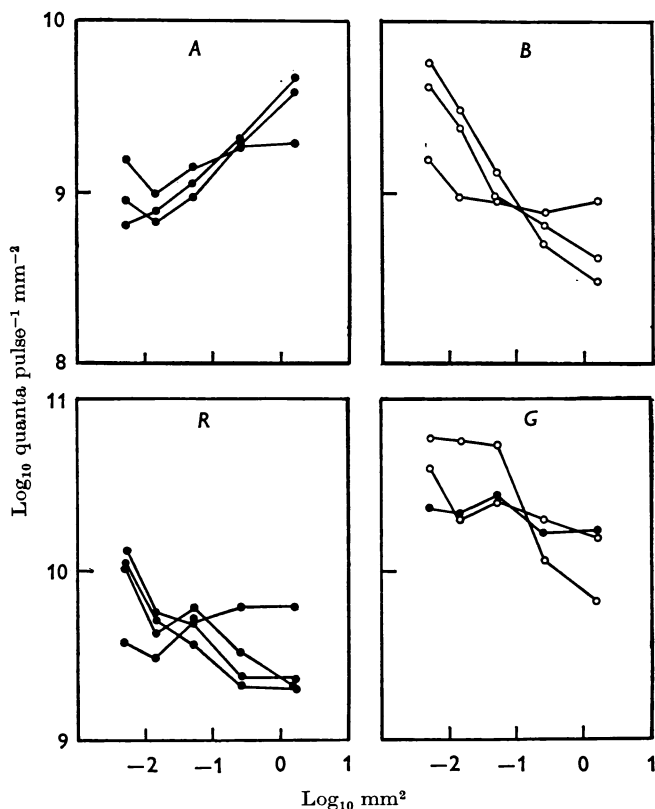 10
A
B
9
8
Log₁₀ quanta pulse⁻¹ mm⁻²
11
R
G
10
9
−2 −1 0 1
−2 −1 0 1
Log₁₀ mm²